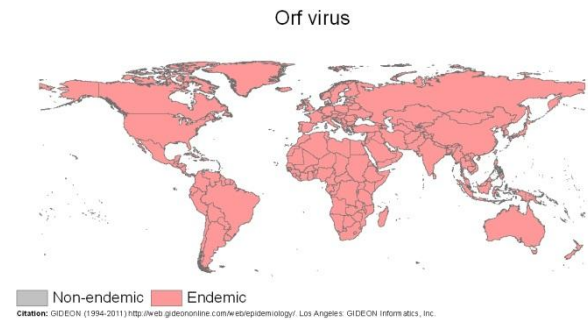 Orf virus
Non-endemic Endemic
Citation: GIDEON (1994-2011) http://web.gideononline.com/web/epidemiology/. Los Angeles: GIDEON Informatics, Inc.